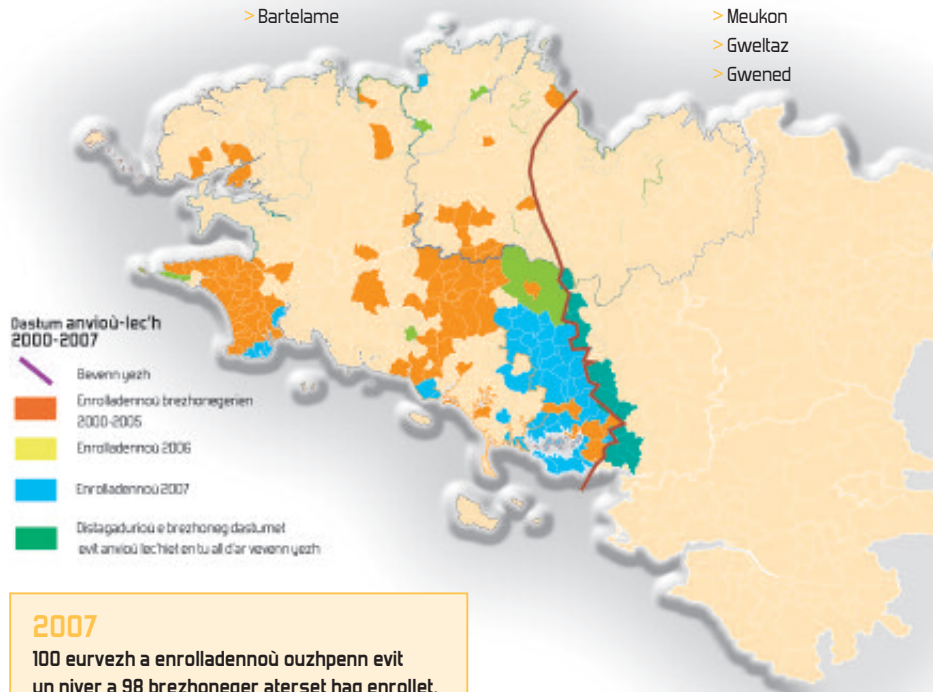 > Bartelame
> Meukon
> Gweltaz
> Gwened
Dastum anvioù-lec'h
2000-2007
Bevenn yezh
Enrolladennoù brezhonegerien
2000-2005
Enrolladennoù 2006
Enrolladennoù 2007
Distagadurioù e brezhoneg dastumet
evit anvioù lec'hiet en tu all d'ar vevenn yezh
2007
100 eurvezh a enrolladennoù ouzhpenn evit
un niver a 98 brezhoneger aterset hag enrollet.